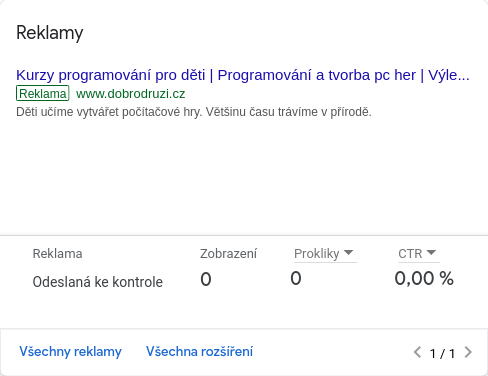 Reklamy
Kurzy programování pro děti | Programování a tvorba pc her | Výle...
Reklama www.dobrodruzi.cz
Děti učíme vytvářet počítačové hry. Většinu času trávíme v přírodě.
Reklama Zobrazení Prokliky CTR
Odeslaná ke kontrole 0 0 0,00 %
Všechny reklamy Všechna rozšíření 1 / 1